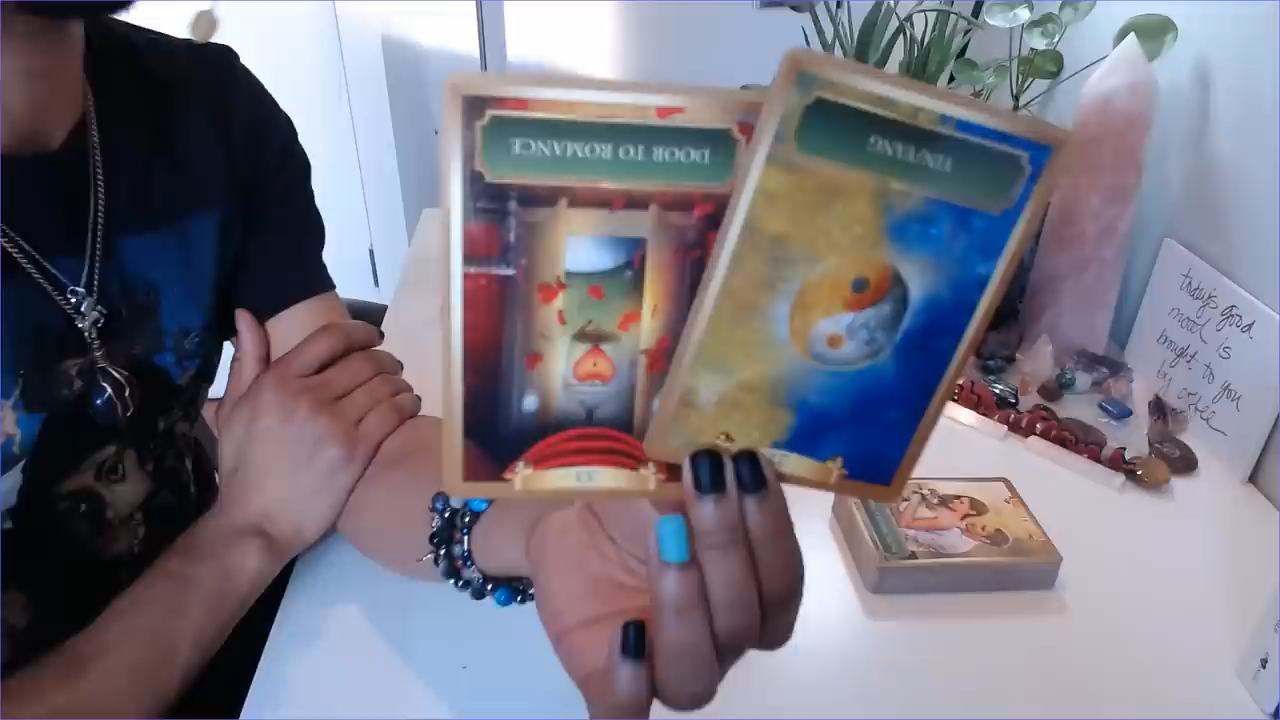 DOOR TO ROMANCE
YIN/YANG
today's good
mood is
brought to you
by coffee